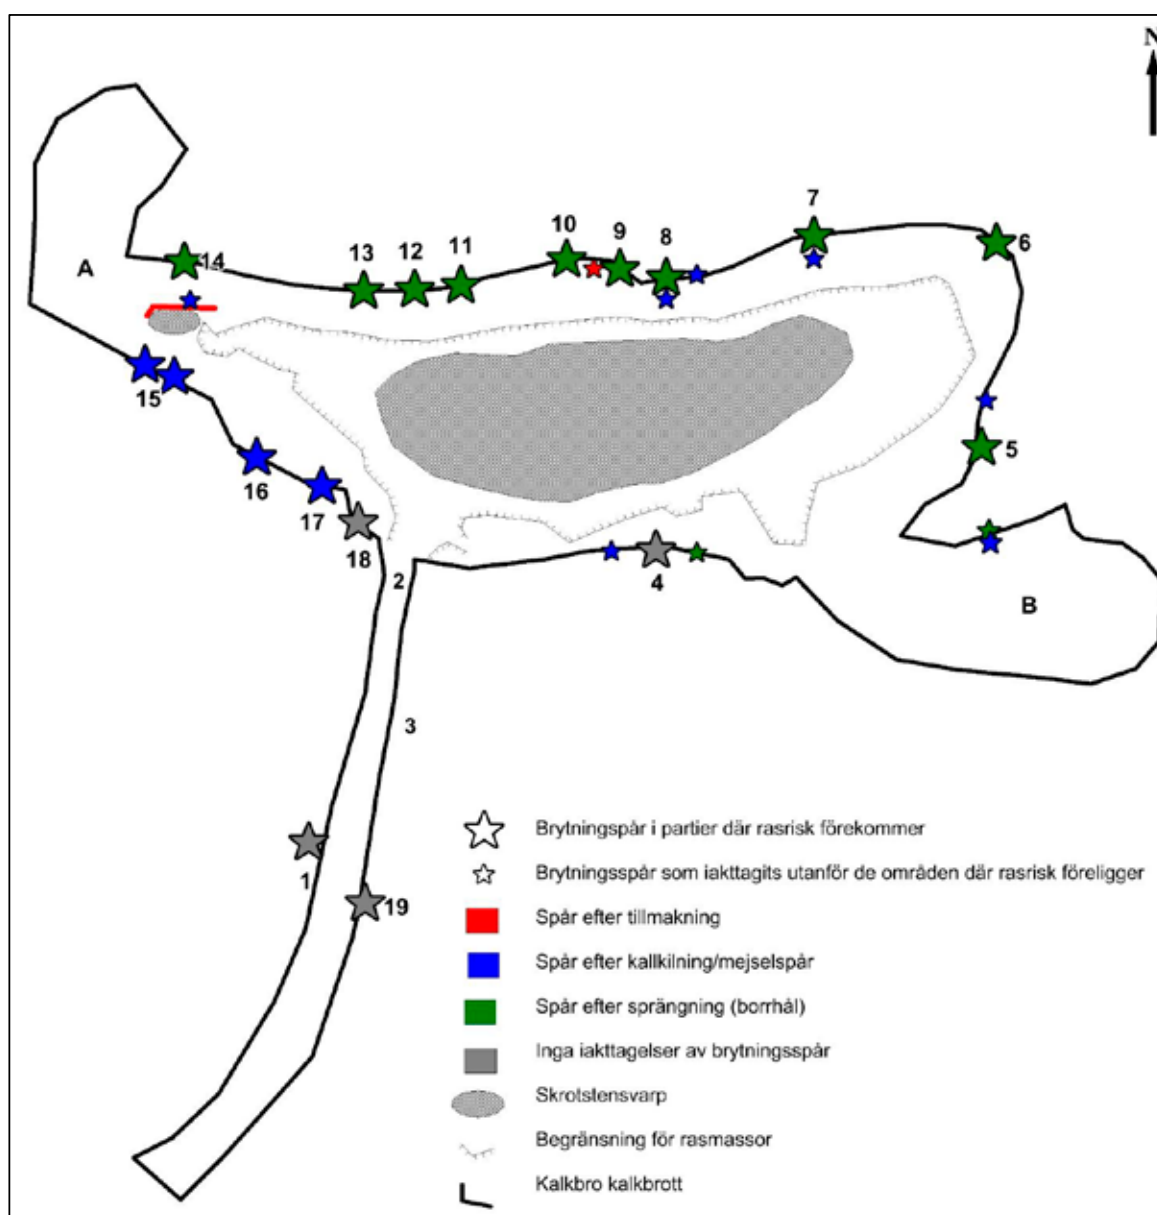 N
7
10
9
8
6
14
13
12
11
A
5
15
16
17
18
2
4
B
3
1
19
Brytningspår i partier där rasrisk förekommer
Brytningsspår som iakttagits utanför de områden där rasrisk föreligger
Spår efter tillmakning
Spår efter kallkilning/mejselspår
Spår efter sprängning (borrhål)
Inga iakttagelser av brytningsspår
Skrotstensvarp
Begränsning för rasmassor
Kalkbro kalkbrott